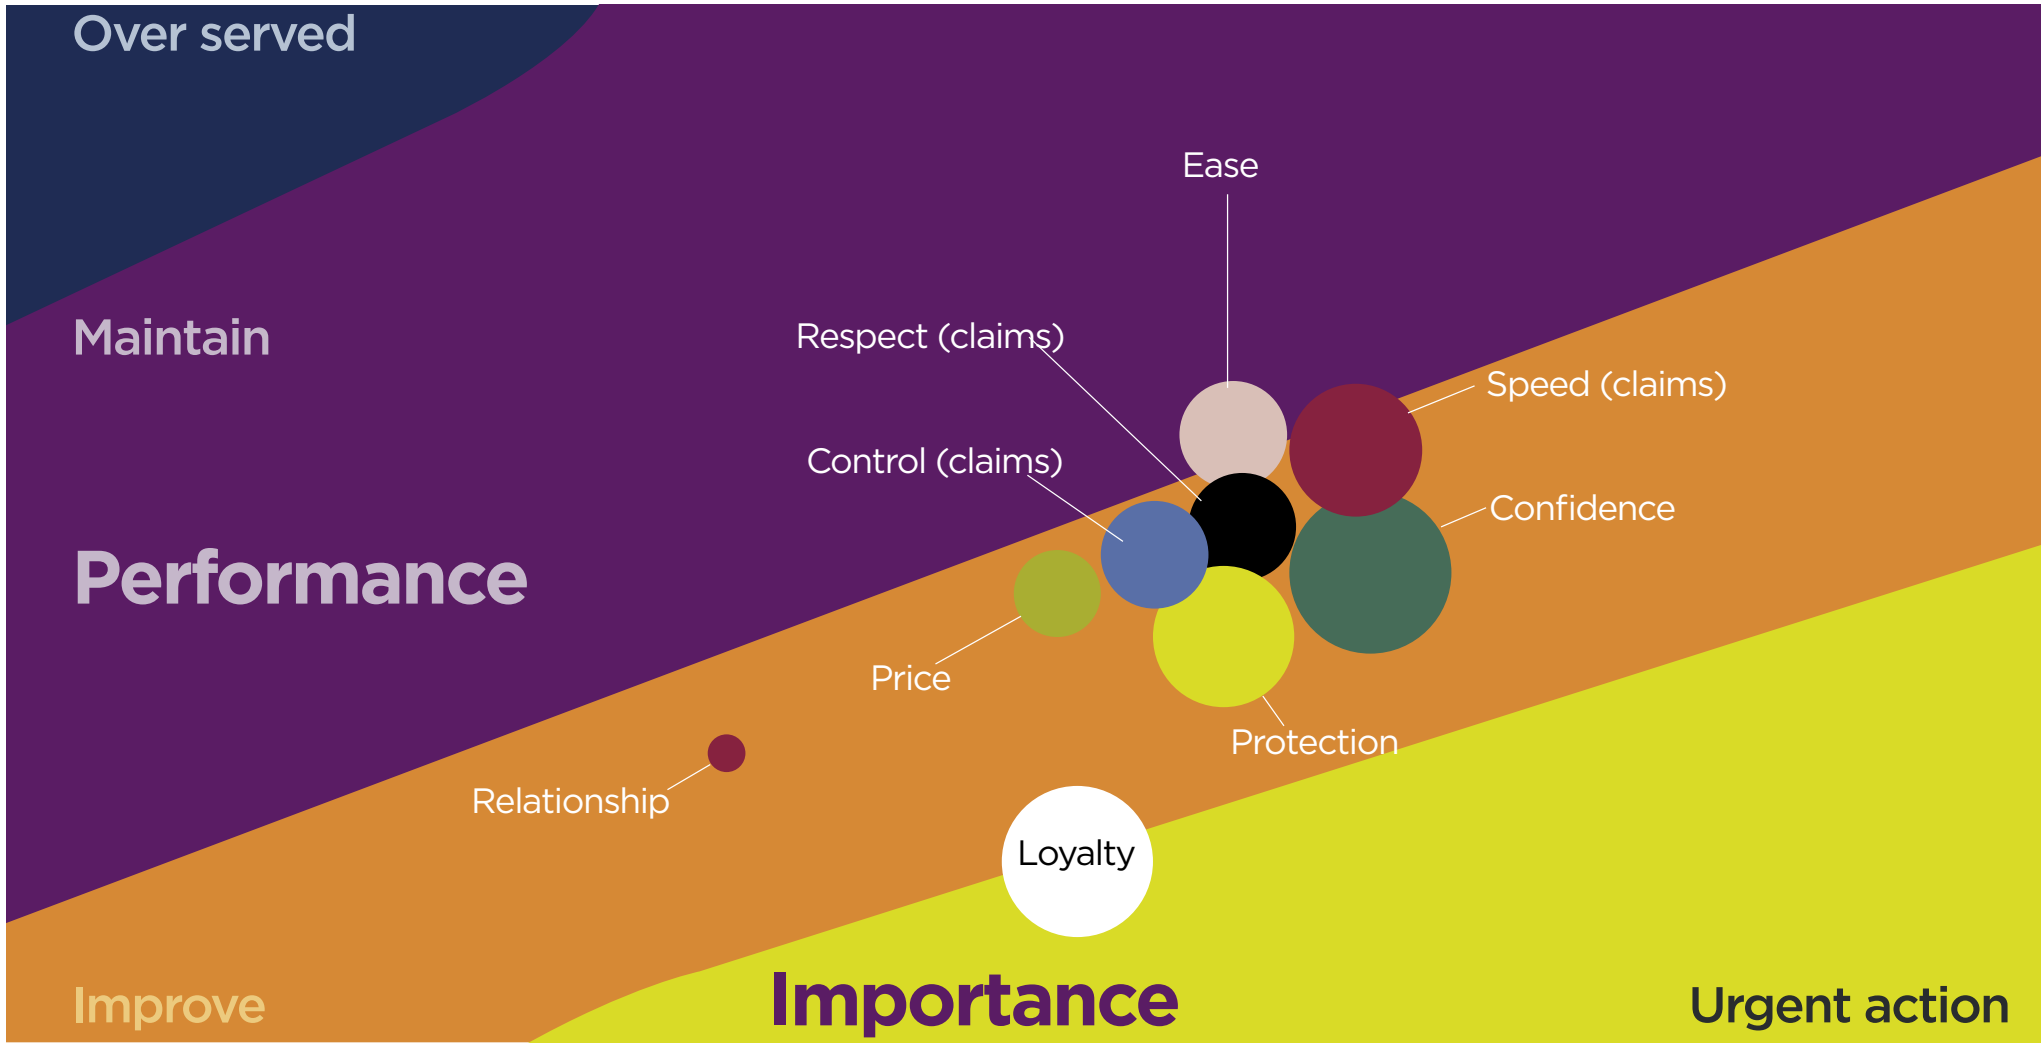 Over served
Ease
Maintain
Respect (claims)
Speed (claims)
Control (claims)
Confidence
Performance
Price
Protection
Relationship
Loyalty
Improve
Importance
Urgent action